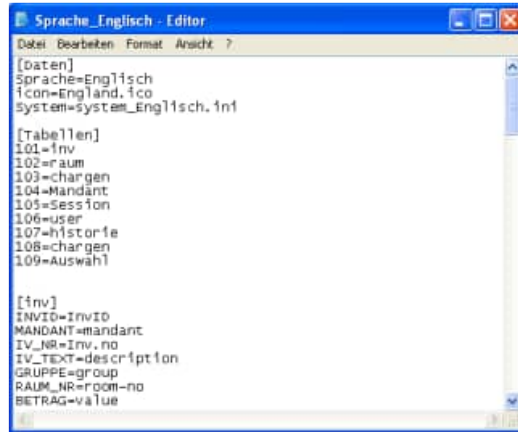 Sprache_Englisch - Editor
Datei Bearbeiten Format Ansicht ?
[Daten]
Sprache=Englisch
icon=England.ico
System=system_Englisch.ini
[Tabellen]
101=inv
102=raum
103=chargen
104=Mandant
105=Session
106=user
107=historie
108=chargen
109=Auswahl
[inv]
INVID=InvID
MANDANT=mandant
IV_NR=Inv.no
IV_TEXT=description
GRUPPE=group
RAUM_NR=room-no
BETRAG=value